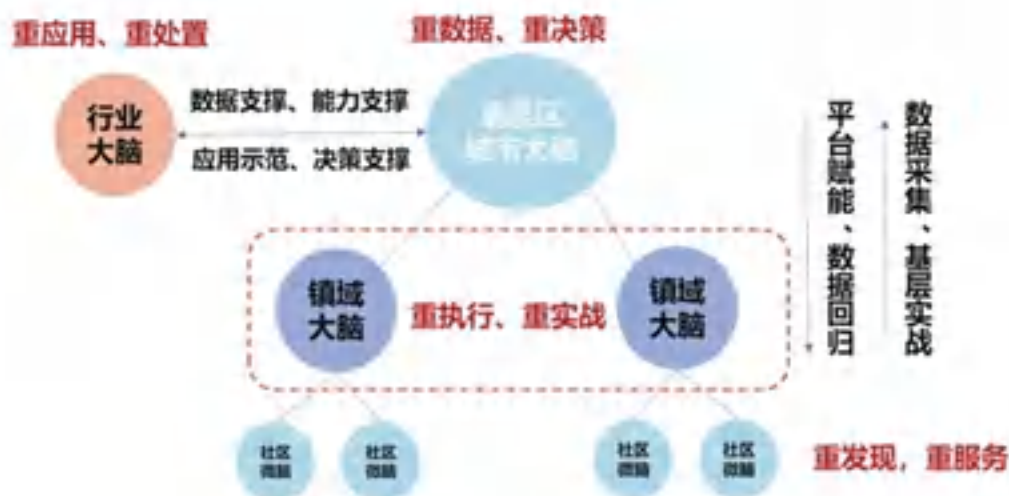 重应用、重处置
重数据、重决策
行业
大脑
数据支撑、能力支撑
应用示范、决策支撑
平台赋能、数据回归
数据采集、基层实战
镇域
大脑
重执行、重实战
镇域
大脑
社区
微脑
社区
微脑
社区
微脑
社区
微脑
重发现，重服务